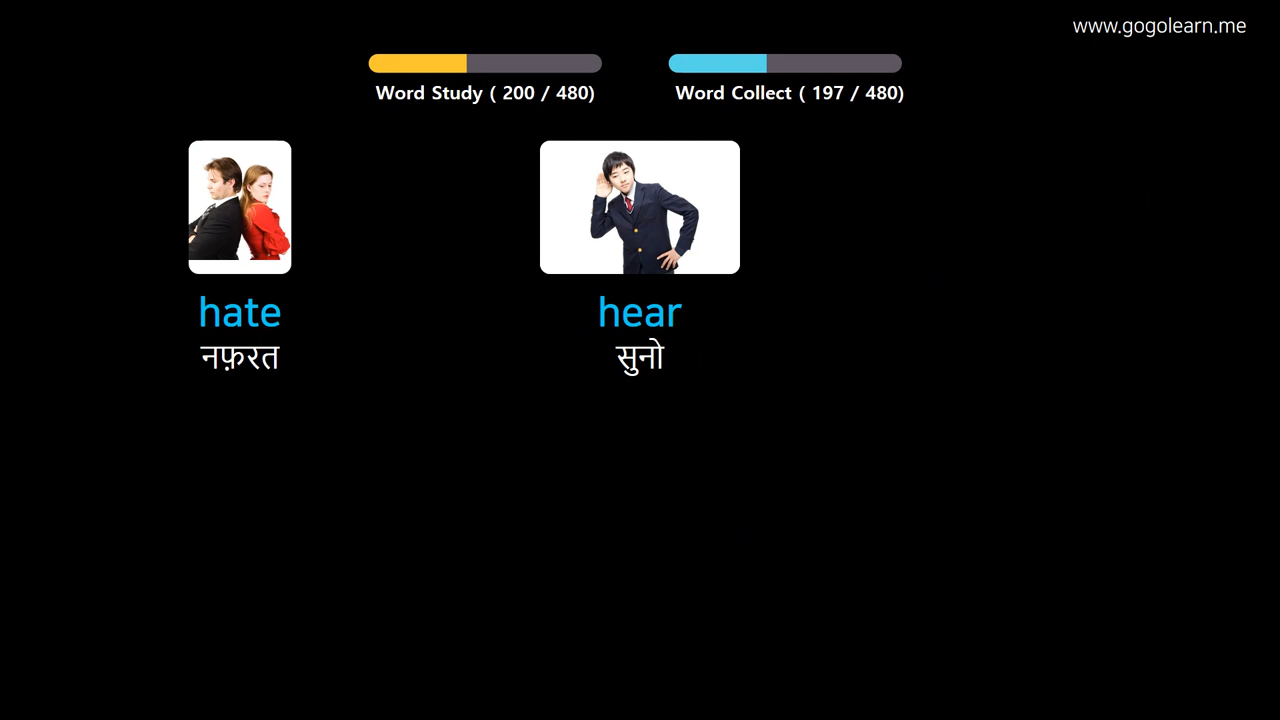 www.gogolearn.me
Word Study ( 200 / 480)
Word Collect ( 197 / 480)
hate
नफ़रत
hear
सुनो